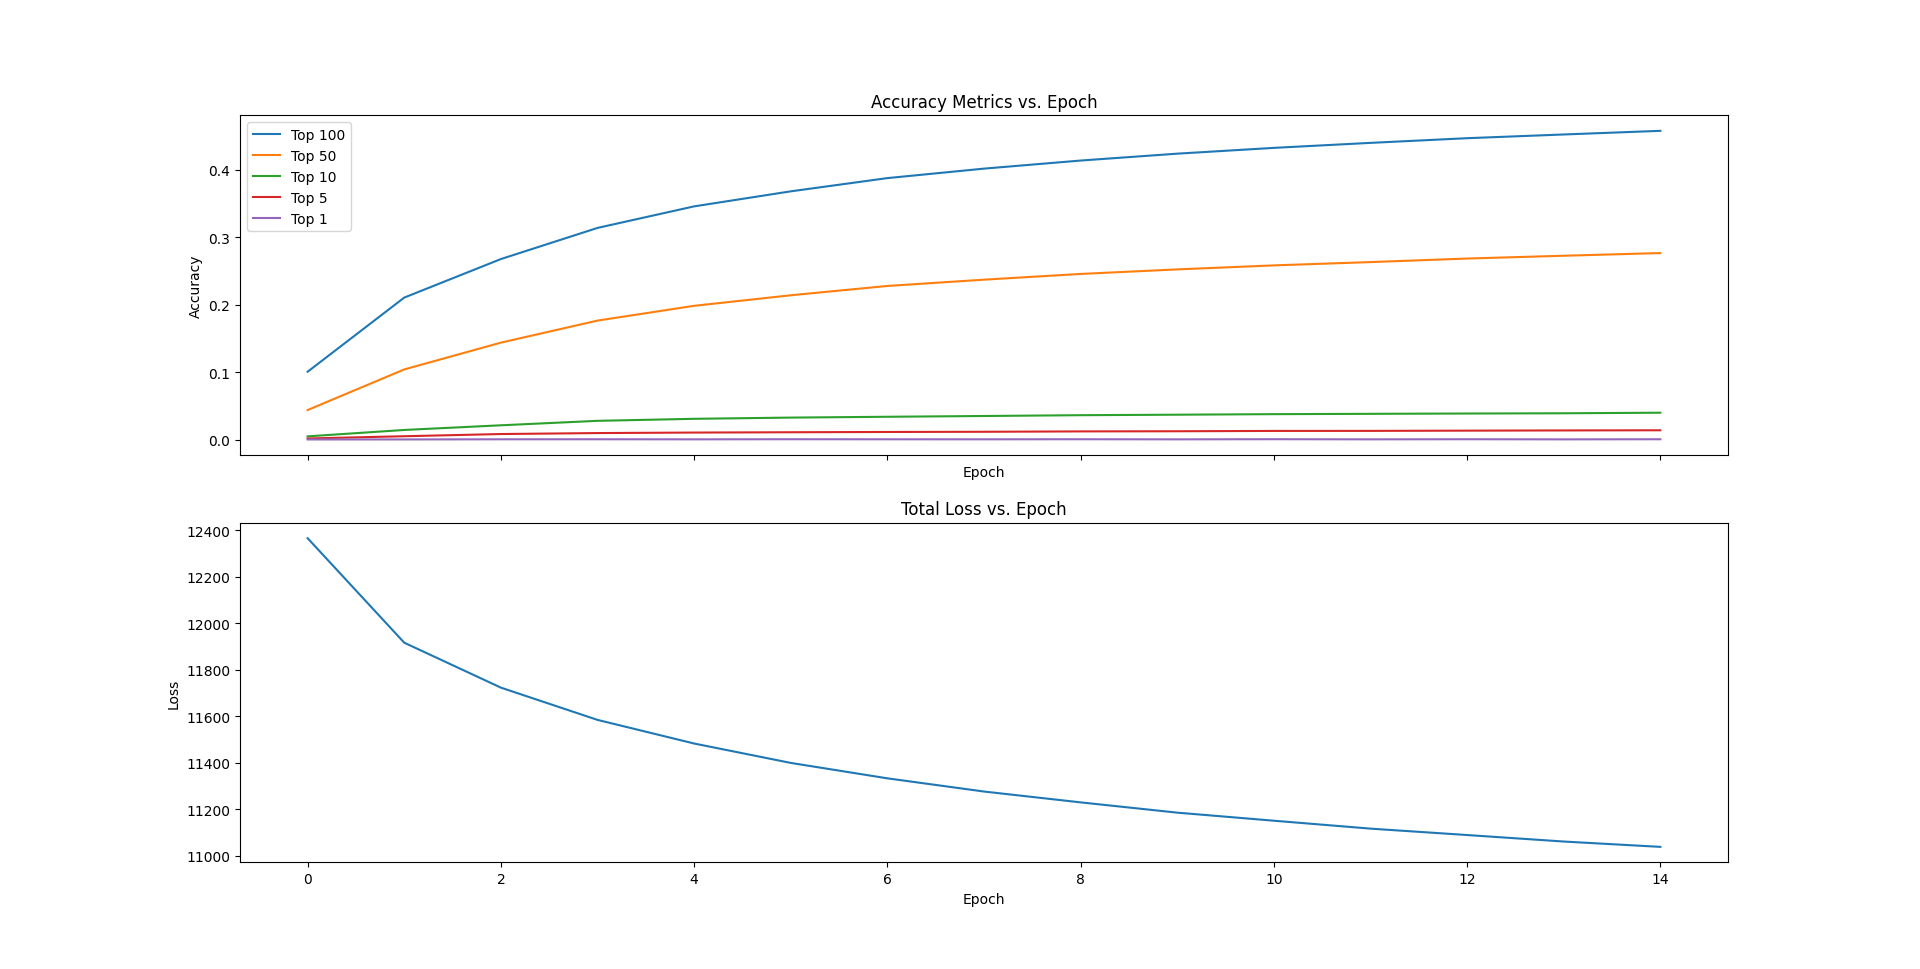 Accuracy Metrics vs. Epoch
Top 100
Top 50
Top 10
Top 5
Top 1
0.4
0.3
0.2
0.1
0.0
Accuracy
Epoch
Total Loss vs. Epoch
12400
12200
12000
11800
11600
11400
11200
11000
Loss
0 2 4 6 8 10 12 14
Epoch